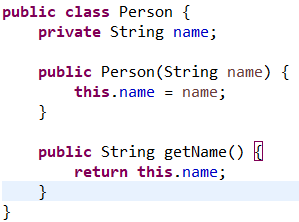 public class Person {
    private String name;

    public Person(String name) {
        this.name = name;
    }

    public String getName() {
        return this.name;
    }
}